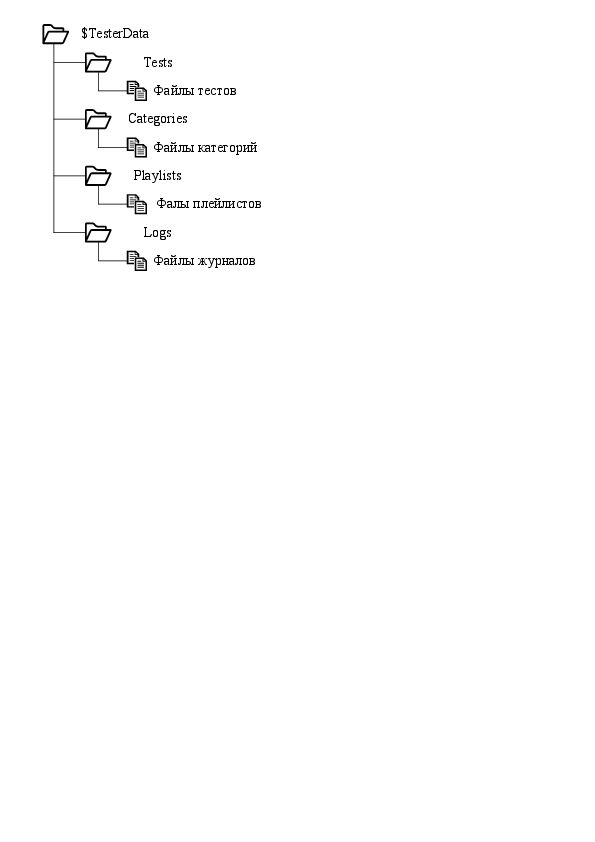 $TesterData
Tests
Файлы тестов
Categories
Файлы категорий
Playlists
Фалы плейлистов
Logs
Файлы журналов